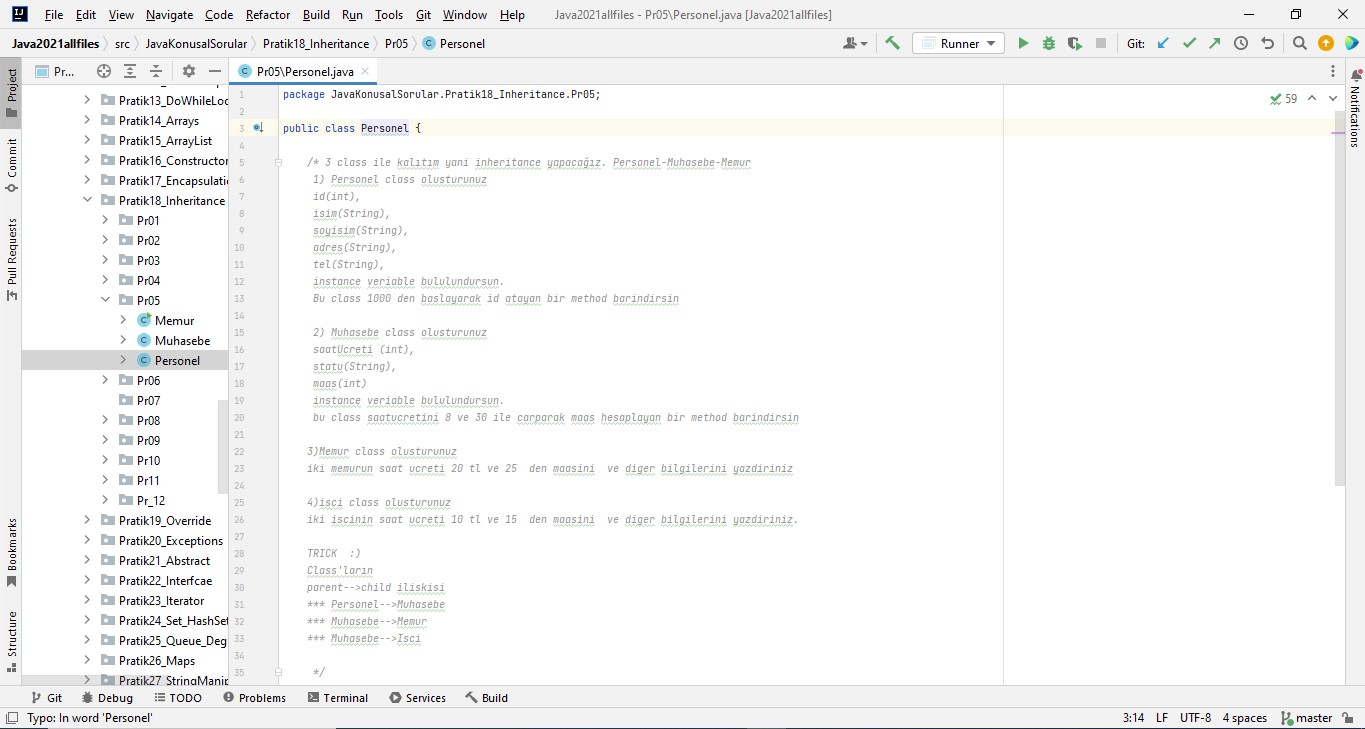 File Edit View Navigate Code Refactor Build Run Tools Git Window Help Java2021allfiles - Pr05\Personel.java [Java2021allfiles]
Java2021allfiles src JavaKonusalSorular Pratik18_Inheritance Pr05 Personel Runner Git:
Project
Commit
Pull Requests
Bookmarks
Structure
Notifications
Pr...
Pratik13_DoWhileLoo
Pratik14_Arrays
Pratik15_ArrayList
Pratik16_Constructor
Pratik17_Encapsulati
Pratik18_Inheritance
Pr01
Pr02
Pr03
Pr04
Pr05
Memur
Muhasebe
Personel
Pr06
Pr07
Pr08
Pr09
Pr10
Pr11
Pr_12
Pratik19_Override
Pratik20_Exceptions
Pratik21_Abstract
Pratik22_Interfcae
Pratik23_Iterator
Pratik24_Set_HashSet
Pratik25_Queue_Deq
Pratik26_Maps
Pratik27_StringManip
Pr05\Personel.java
59
1 package JavaKonusalSorular.Pratik18_Inheritance.Pr05;
2
3 public class Personel {
4
5 /* 3 class ile kalıtım yani inheritance yapacağız. Personel-Muhasebe-Memur
6 1) Personel class olusturunuz
7 id(int),
8 isim(String),
9 soyisim(String),
10 adres(String),
11 tel(String),
12 instance veriable bululundursun.
13 Bu class 1000 den baslayarak id atayan bir method barindirsin
14
15 2) Muhasebe class olusturunuz
16 saatUcreti (int),
17 statu(String),
18 maas(int)
19 instance veriable bululundursun.
20 bu class saatucretini 8 ve 30 ile carparak maas hesaplayan bir method barindirsin
21
22 3)Memur class olusturunuz
23 iki memurun saat ucreti 20 tl ve 25 den maasini ve diger bilgilerini yazdiriniz
24
25 4)isci class olusturunuz
26 iki iscinin saat ucreti 10 tl ve 15 den maasini ve diger bilgilerini yazdiriniz.
27
28 TRICK :)
29 Class'ların
30 parent-->child iliskisi
31 *** Personel-->Muhasebe
32 *** Muhasebe-->Memur
33 *** Muhasebe-->Isci
34
35 */
Git Debug TODO Problems Terminal Services Build
Typo: In word 'Personel' 3:14 LF UTF-8 4 spaces master